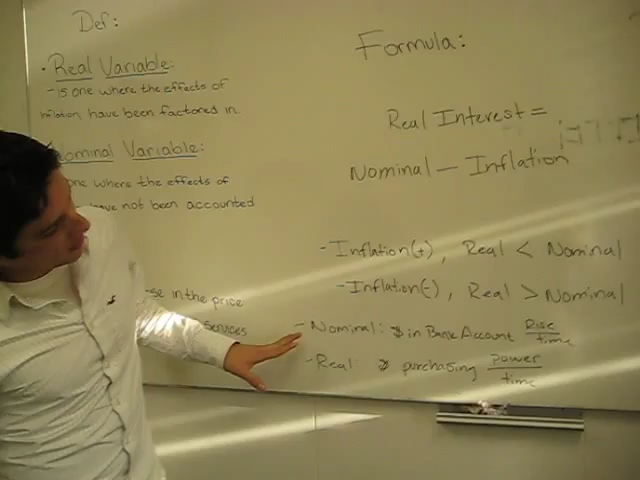 Def:
• Real Variable:
- is one where the effects of
inflation, have been factored in.
Nominal Variable:
one where the effects of
have not been accounted
in the price
services
Formula:
Real Interest =
Nominal — Inflation
- Inflation(+), Real < Nominal
- Inflation(-), Real > Nominal
- Nominal: $ in Bank Account Rise/time
- Real: $ purchasing power/time